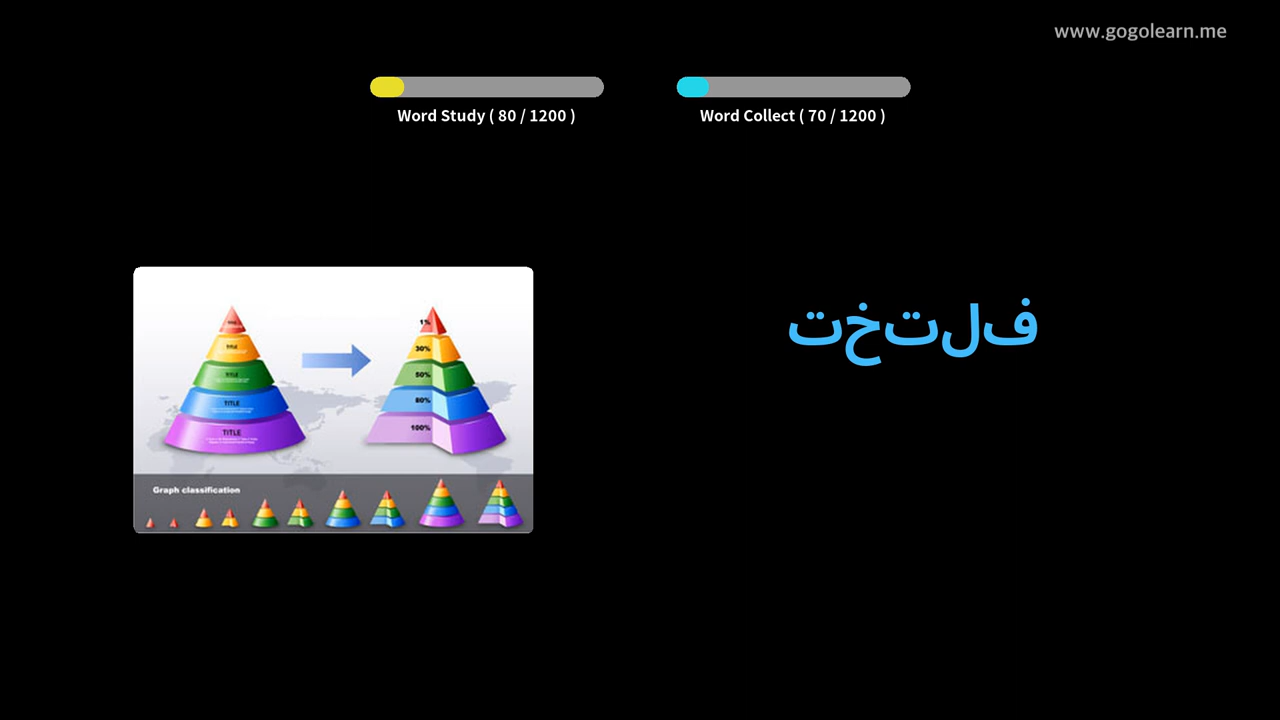 www.gogolearn.me
Word Study ( 80 / 1200 )
Word Collect ( 70 / 1200 )
ف‌ل‌ت‌خ‌ت
TITLE
TITLE
TITLE
TITLE
1%
30%
50%
80%
100%
Graph classification